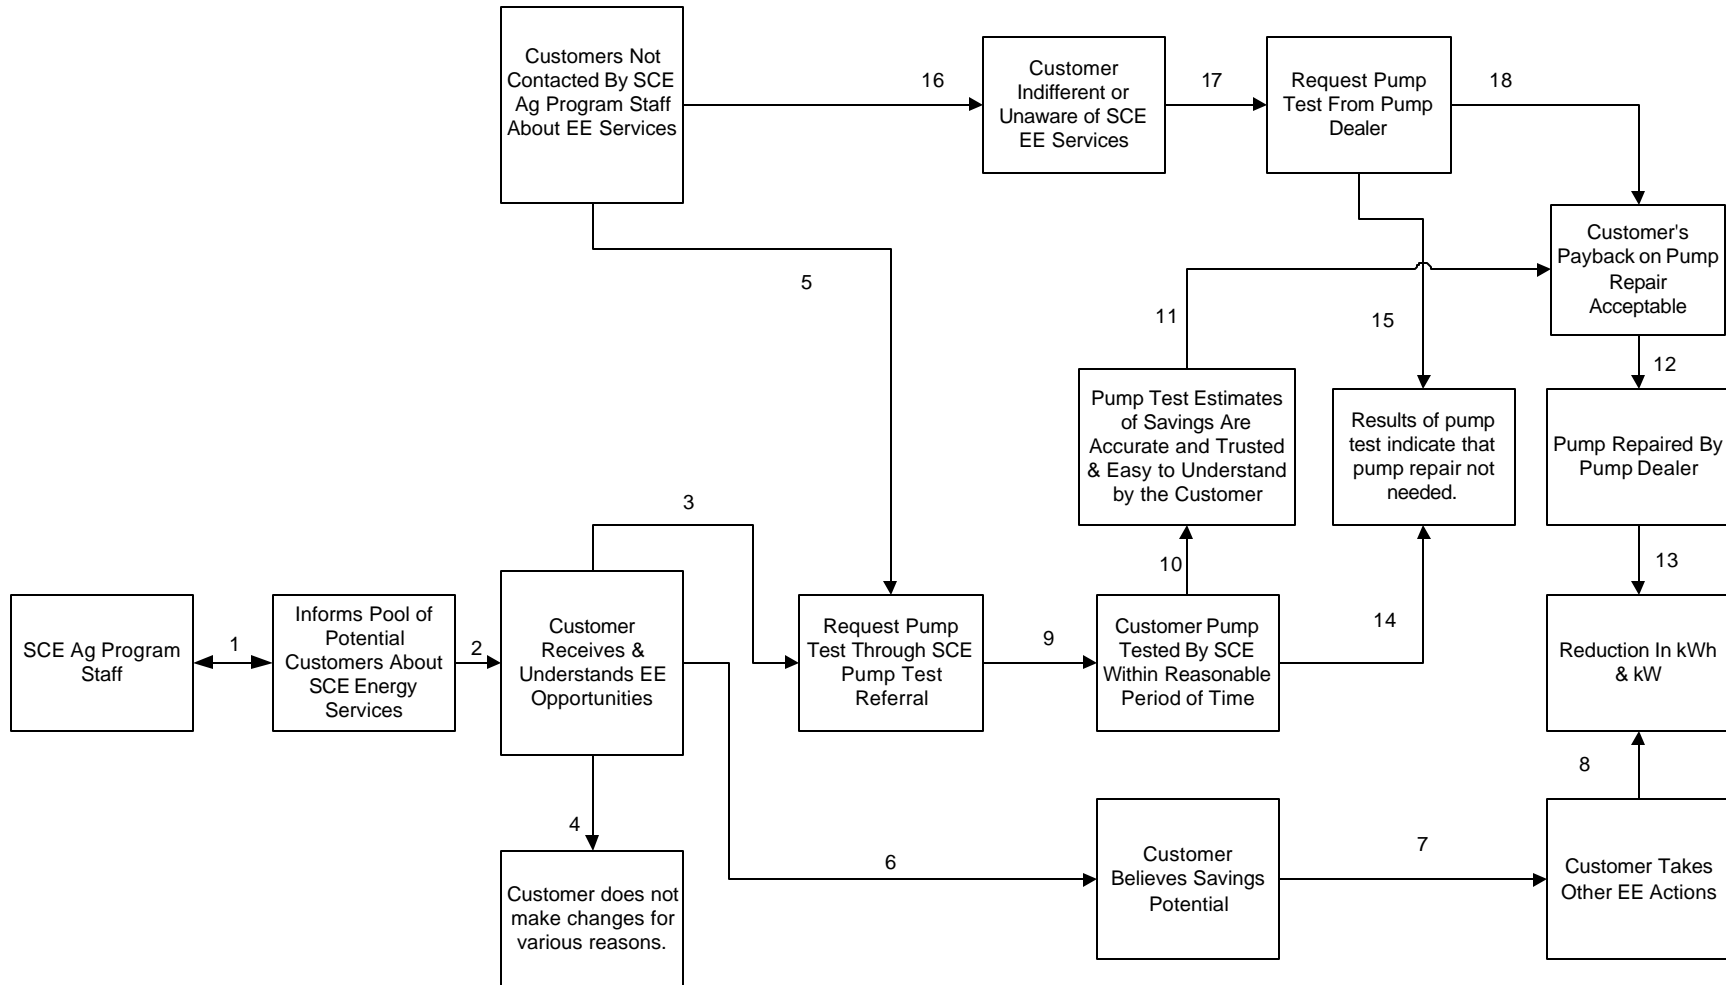 Customers Not
Contacted By SCE
Ag Program Staff
About EE Services
16
Customer
Indifferent or
Unaware of SCE
EE Services
17
Request Pump
Test From Pump
Dealer
18
5
Customer's
Payback on Pump
Repair
Acceptable
11
15
12
Pump Test Estimates
of Savings Are
Accurate and Trusted
& Easy to Understand
by the Customer
Results of pump
test indicate that
pump repair not
needed.
Pump Repaired By
Pump Dealer
3
10
13
SCE Ag Program
Staff
1
Informs Pool of
Potential
Customers About
SCE Energy
Services
2
Customer
Receives &
Understands EE
Opportunities
Request Pump
Test Through SCE
Pump Test
Referral
9
Customer Pump
Tested By SCE
Within Reasonable
Period of Time
14
Reduction In kWh
& kW
8
4
6
Customer
Believes Savings
Potential
7
Customer Takes
Other EE Actions
Customer does not
make changes for
various reasons.